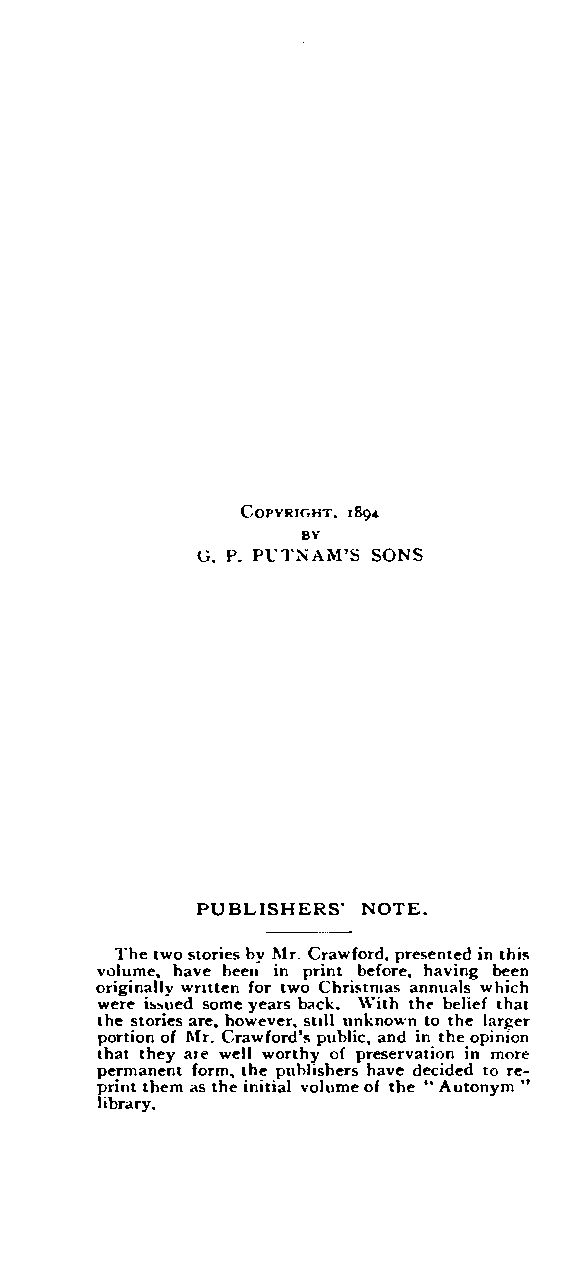 COPYRIGHT, 1894
BY
G. P. PUTNAM'S SONS
PUBLISHERS' NOTE.
The two stories by Mr. Crawford, presented in this
volume, have been in print before, having been
originally written for two Christmas annuals which
were issued some years back. With the belief that
the stories are, however, still unknown to the larger
portion of Mr. Crawford's public, and in the opinion
that they are well worthy of preservation in more
permanent form, the publishers have decided to re-
print them as the initial volume of the "Autonym"
library.